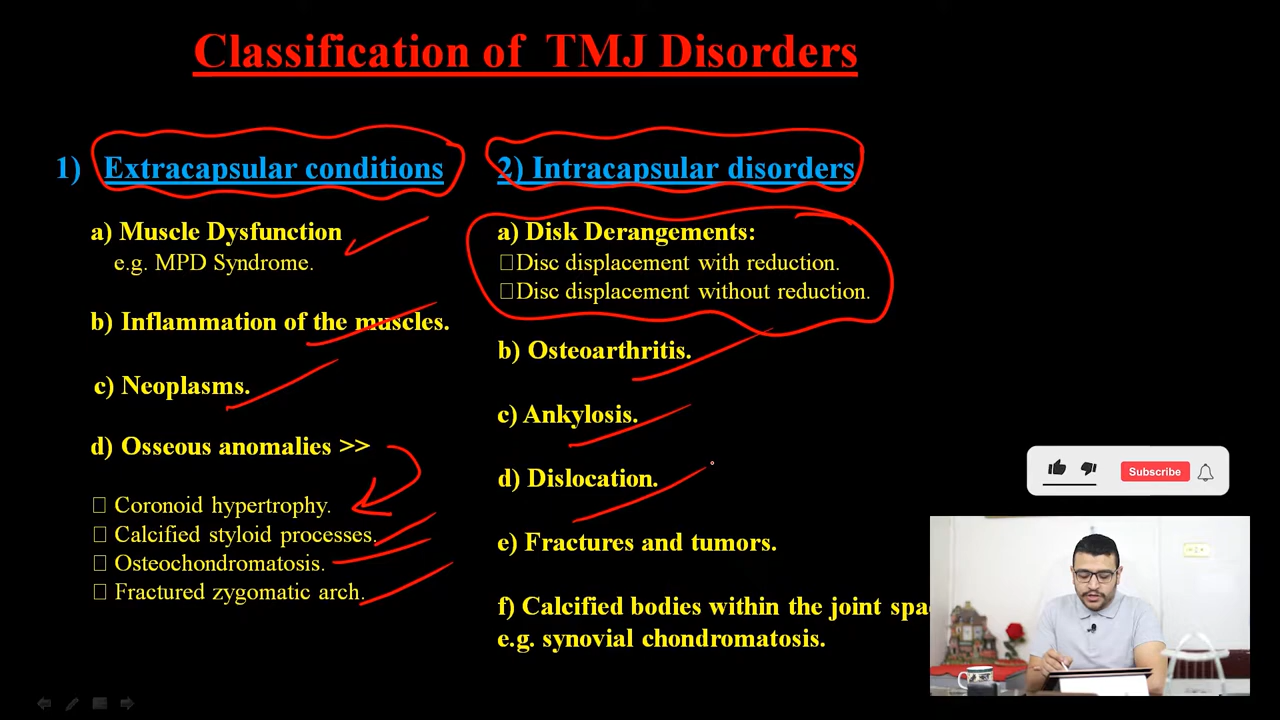 Classification of TMJ Disorders
1) Extracapsular conditions
a) Muscle Dysfunction
e.g. MPD Syndrome.
b) Inflammation of the muscles.
c) Neoplasms.
d) Osseous anomalies >>
□ Coronoid hypertrophy.
□ Calcified styloid processes.
□ Osteochondromatosis.
□ Fractured zygomatic arch.
2) Intracapsular disorders
a) Disk Derangements:
□Disc displacement with reduction.
□Disc displacement without reduction.
b) Osteoarthritis.
c) Ankylosis.
d) Dislocation.
e) Fractures and tumors.
f) Calcified bodies within the joint spa
e.g. synovial chondromatosis.
Subscribe